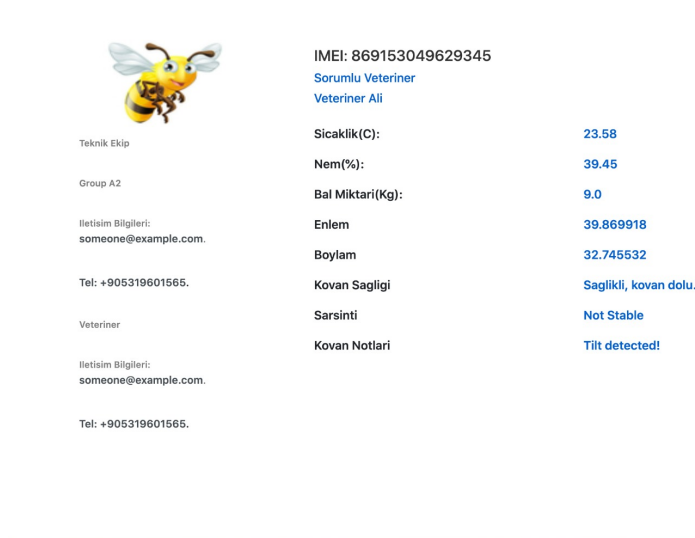 Teknik Ekip
Group A2
Iletisim Bilgileri:
someone@example.com.
Tel: +905319601565.
Veteriner
Iletisim Bilgileri:
someone@example.com.
Tel: +905319601565.
IMEI: 869153049629345
Sorumlu Veteriner
Veteriner Ali
Sicaklik(C): 23.58
Nem(%): 39.45
Bal Miktari(Kg): 9.0
Enlem 39.869918
Boylam 32.745532
Kovan Sagligi Saglikli, kovan dolu.
Sarsinti Not Stable
Kovan Notlari Tilt detected!